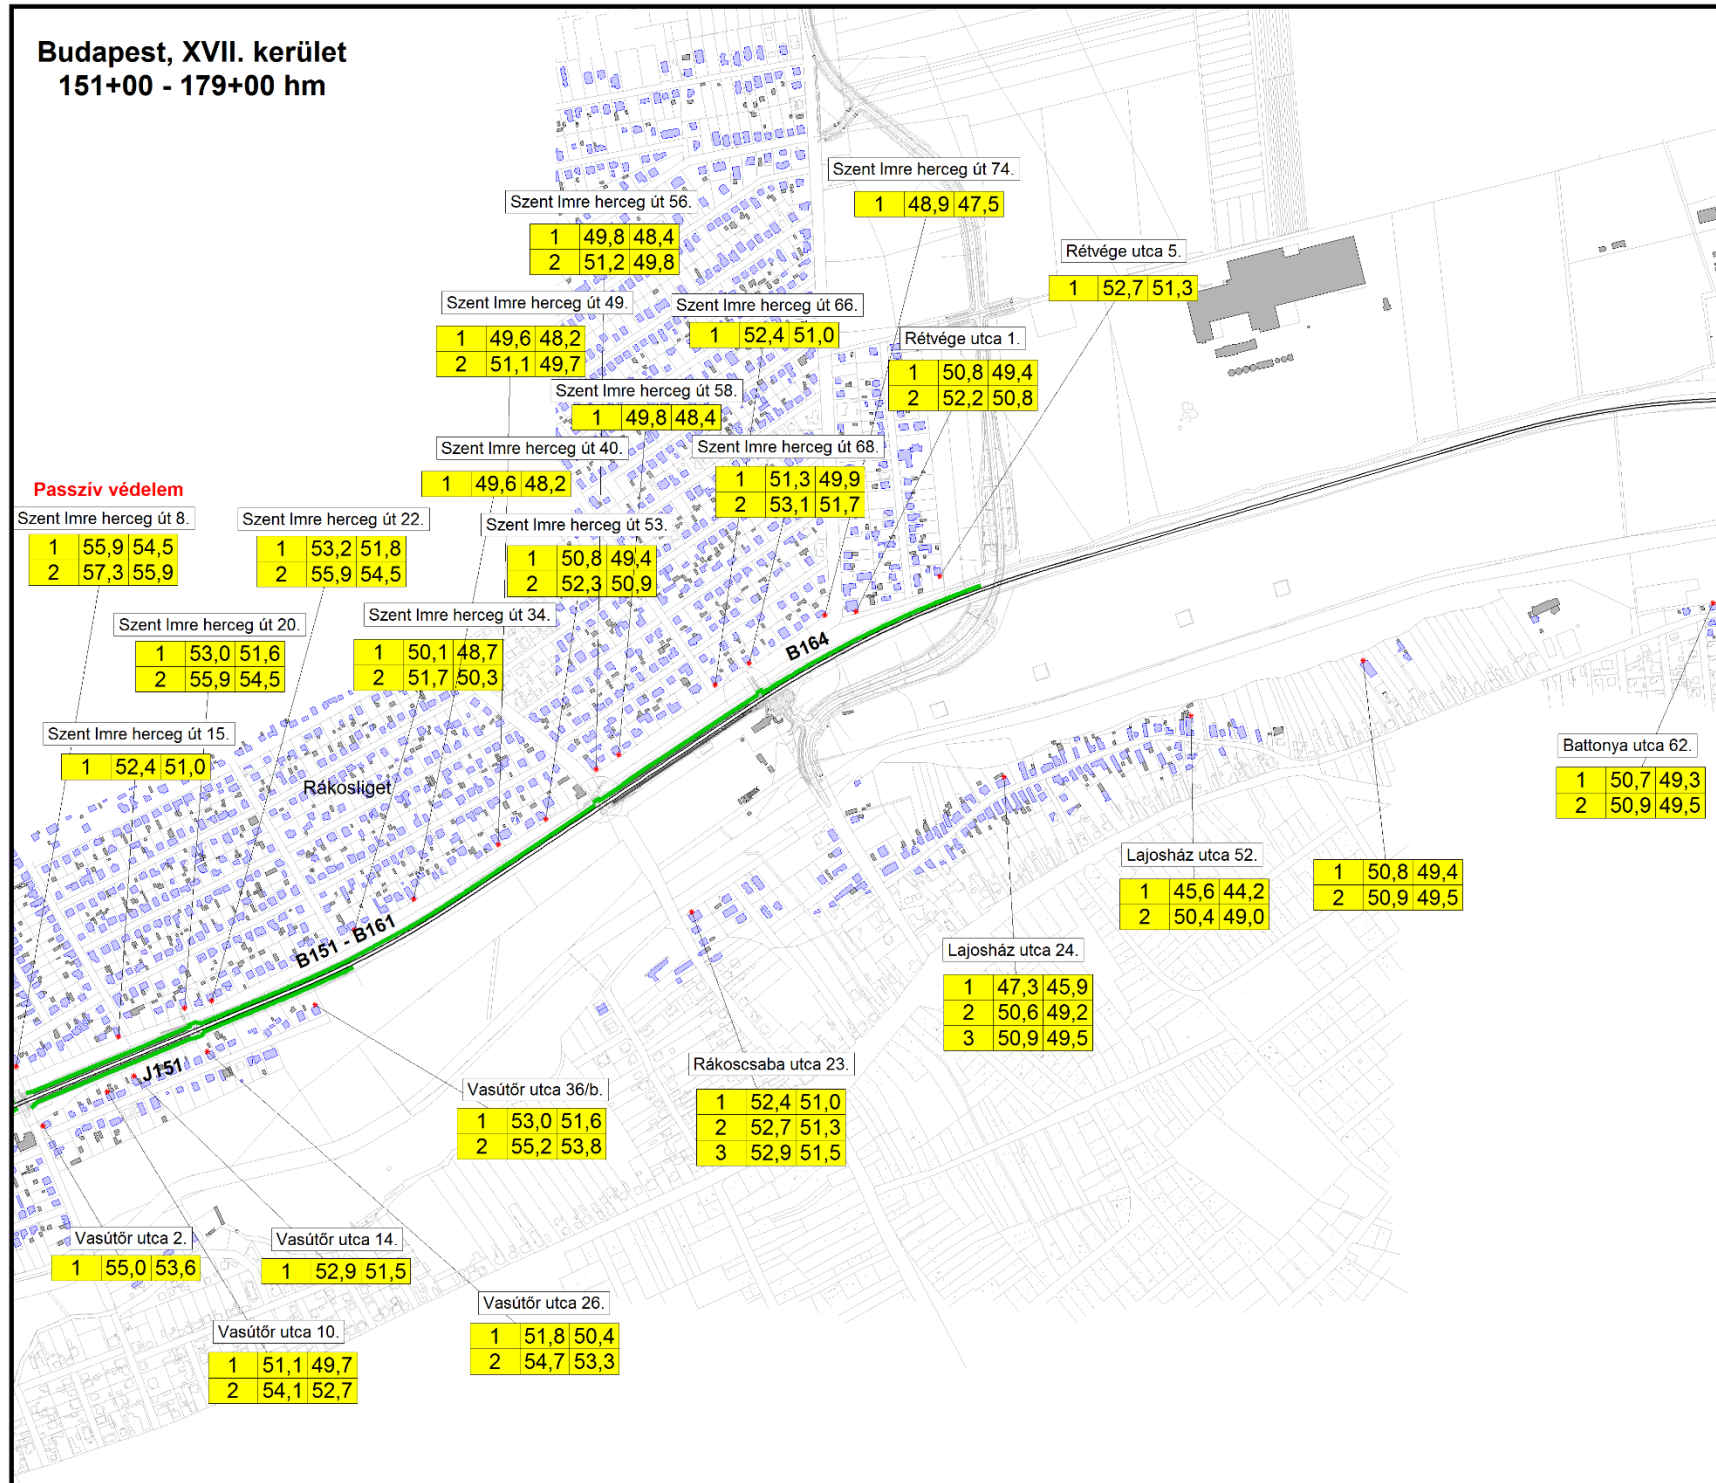 Budapest, XVII. kerület
151+00 - 179+00 hm
Szent Imre herceg út 74.
1 48,9 47,5
Szent Imre herceg út 56.
1 49,8 48,4
2 51,2 49,8
Rétvége utca 5.
1 52,7 51,3
Szent Imre herceg út 49.
1 49,6 48,2
2 51,1 49,7
Szent Imre herceg út 66.
1 52,4 51,0
Rétvége utca 1.
1 50,8 49,4
2 52,2 50,8
Szent Imre herceg út 58.
1 49,8 48,4
Szent Imre herceg út 40.
1 49,6 48,2
Szent Imre herceg út 68.
1 51,3 49,9
2 53,1 51,7
Passzív védelem
Szent Imre herceg út 8.
1 55,9 54,5
2 57,3 55,9
Szent Imre herceg út 22.
1 53,2 51,8
2 55,9 54,5
Szent Imre herceg út 53.
1 50,8 49,4
2 52,3 50,9
Szent Imre herceg út 20.
1 53,0 51,6
2 55,9 54,5
Szent Imre herceg út 34.
1 50,1 48,7
2 51,7 50,3
B164
Szent Imre herceg út 15.
1 52,4 51,0
Rákosliget
Battonya utca 62.
1 50,7 49,3
2 50,9 49,5
Lajosház utca 52.
1 45,6 44,2
2 50,4 49,0
1 50,8 49,4
2 50,9 49,5
B151 - B161
Lajosház utca 24.
1 47,3 45,9
2 50,6 49,2
3 50,9 49,5
J151
Rákoscsaba utca 23.
1 52,4 51,0
2 52,7 51,3
3 52,9 51,5
Vasútőr utca 36/b.
1 53,0 51,6
2 55,2 53,8
Vasútőr utca 2.
1 55,0 53,6
Vasútőr utca 14.
1 52,9 51,5
Vasútőr utca 26.
1 51,8 50,4
2 54,7 53,3
Vasútőr utca 10.
1 51,1 49,7
2 54,1 52,7